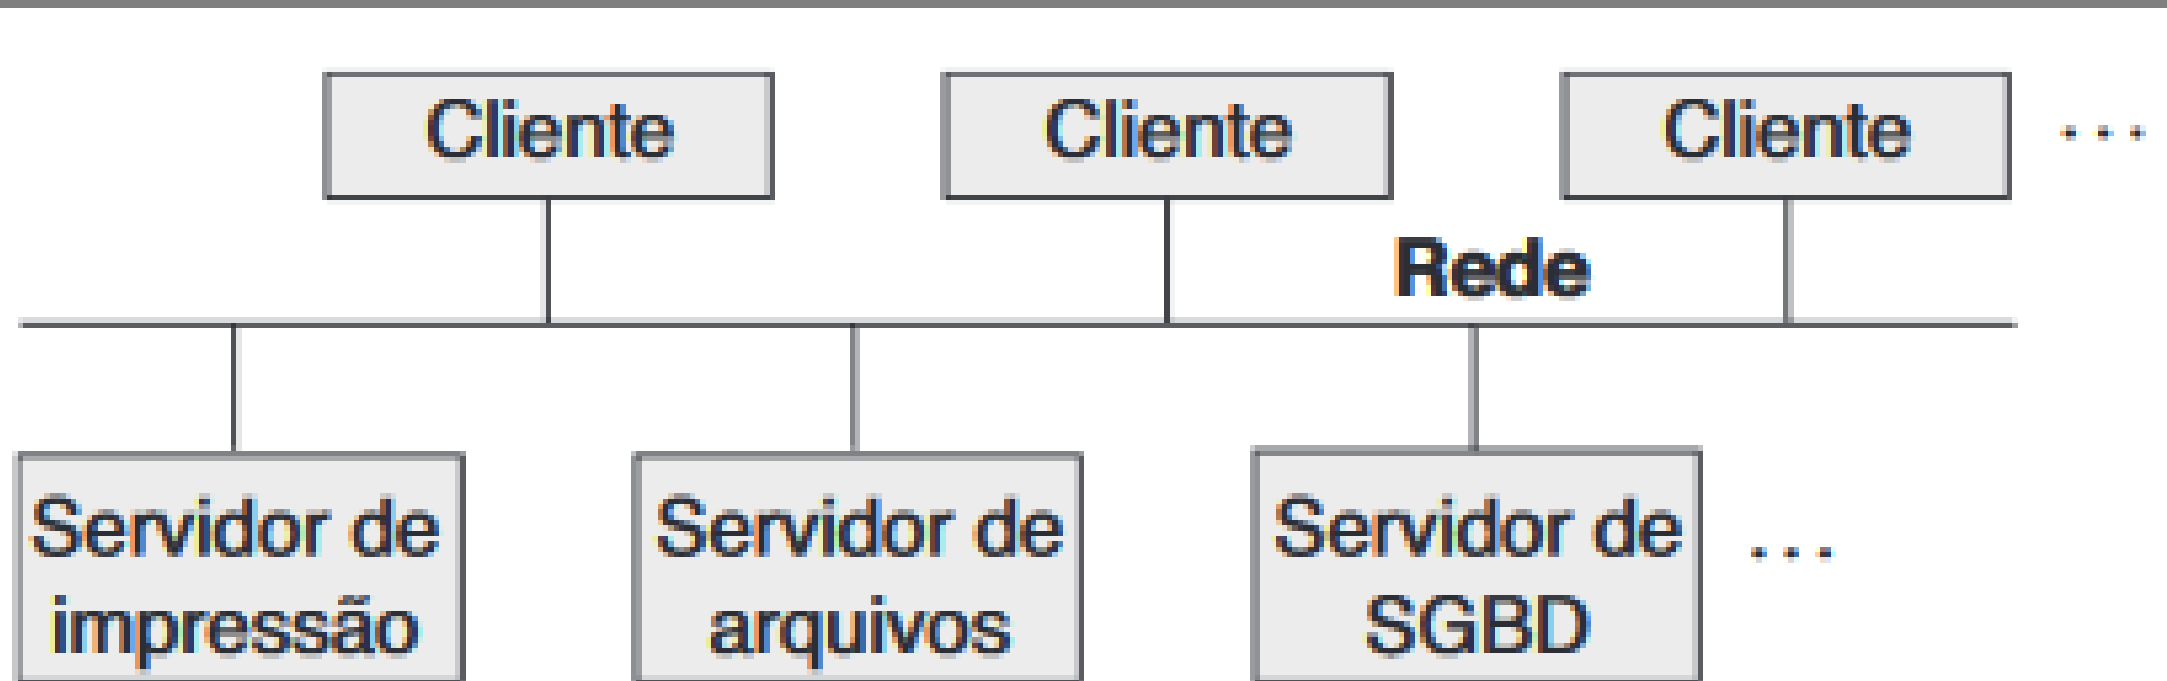 Cliente Cliente Cliente ...
Rede
Servidor de Servidor de Servidor de ...
impressão arquivos SGBD